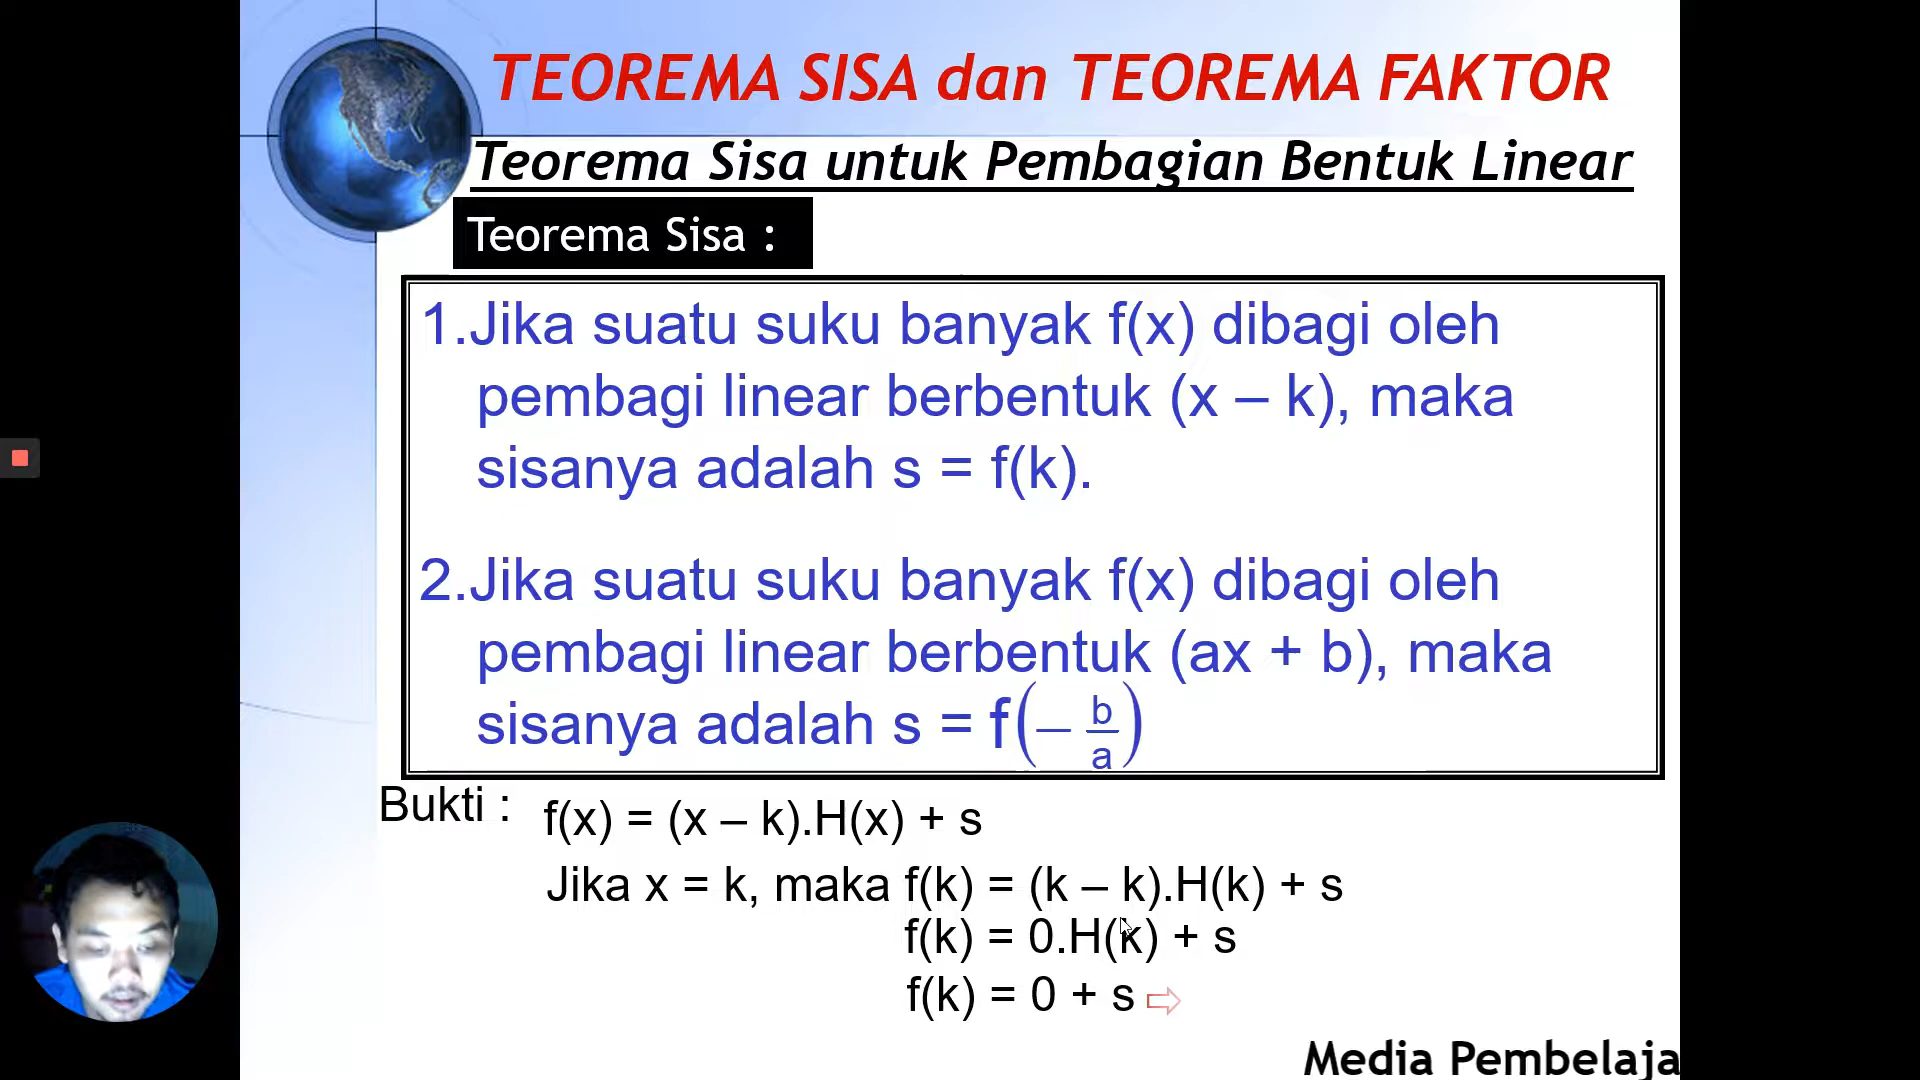 TEOREMA SISA dan TEOREMA FAKTOR
Teorema Sisa untuk Pembagian Bentuk Linear
Teorema Sisa :
1.Jika suatu suku banyak f(x) dibagi oleh
pembagi linear berbentuk (x – k), maka
sisanya adalah s = f(k).
2.Jika suatu suku banyak f(x) dibagi oleh
pembagi linear berbentuk (ax + b), maka
sisanya adalah s = f(– b/a)
Bukti : f(x) = (x – k).H(x) + s
Jika x = k, maka f(k) = (k – k).H(k) + s
f(k) = 0.H(k) + s
f(k) = 0 + s ⇨
Media Pembelaja